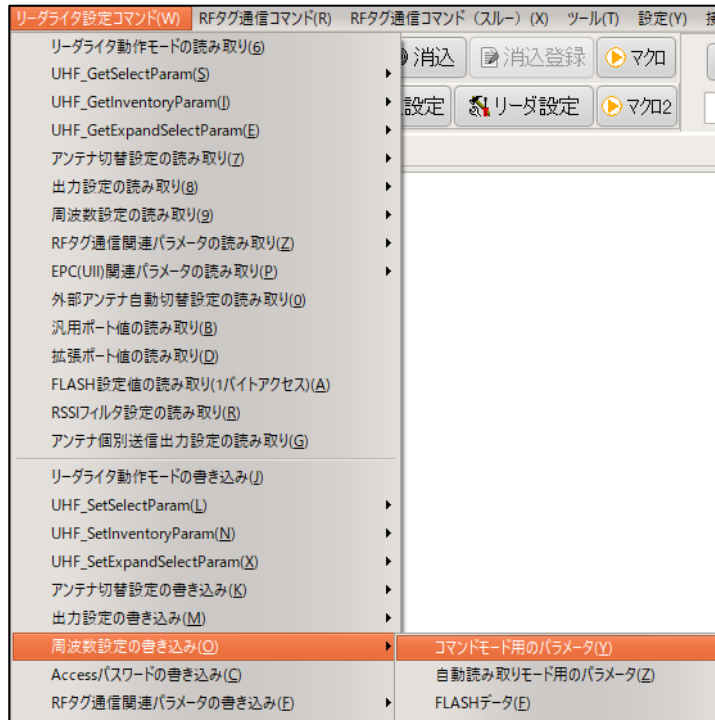 リーダライタ設定コマンド(W) RFタグ通信コマンド(R) RFタグ通信コマンド（スルー）(X) ツール(T) 設定(Y)
消込 消込登録 マクロ
設定 リーダ設定 マクロ2
リーダライタ動作モードの読み取り(6)
UHF_GetSelectParam(S)
UHF_GetInventoryParam(I)
UHF_GetExpandSelectParam(E)
アンテナ切替設定の読み取り(7)
出力設定の読み取り(8)
周波数設定の読み取り(9)
RFタグ通信関連パラメータの読み取り(Z)
EPC(UII)関連パラメータの読み取り(P)
外部アンテナ自動切替設定の読み取り(0)
汎用ポート値の読み取り(B)
拡張ポート値の読み取り(D)
FLASH設定値の読み取り(1バイトアクセス)(A)
RSSIフィルタ設定の読み取り(R)
アンテナ個別送信出力設定の読み取り(G)
リーダライタ動作モードの書き込み(J)
UHF_SetSelectParam(L)
UHF_SetInventoryParam(N)
UHF_SetExpandSelectParam(X)
アンテナ切替設定の書き込み(K)
出力設定の書き込み(M)
周波数設定の書き込み(O)
コマンドモード用のパラメータ(Y)
Accessパスワードの書き込み(C)
自動読み取りモード用のパラメータ(Z)
RFタグ通信関連パラメータの書き込み(F)
FLASHデータ(F)